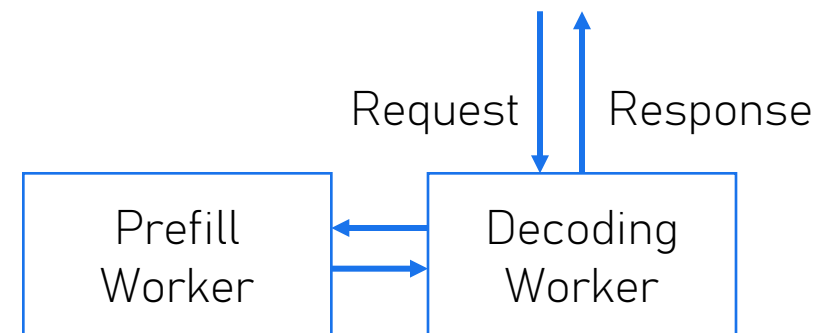 Request
Response
Prefill
Worker
Decoding
Worker